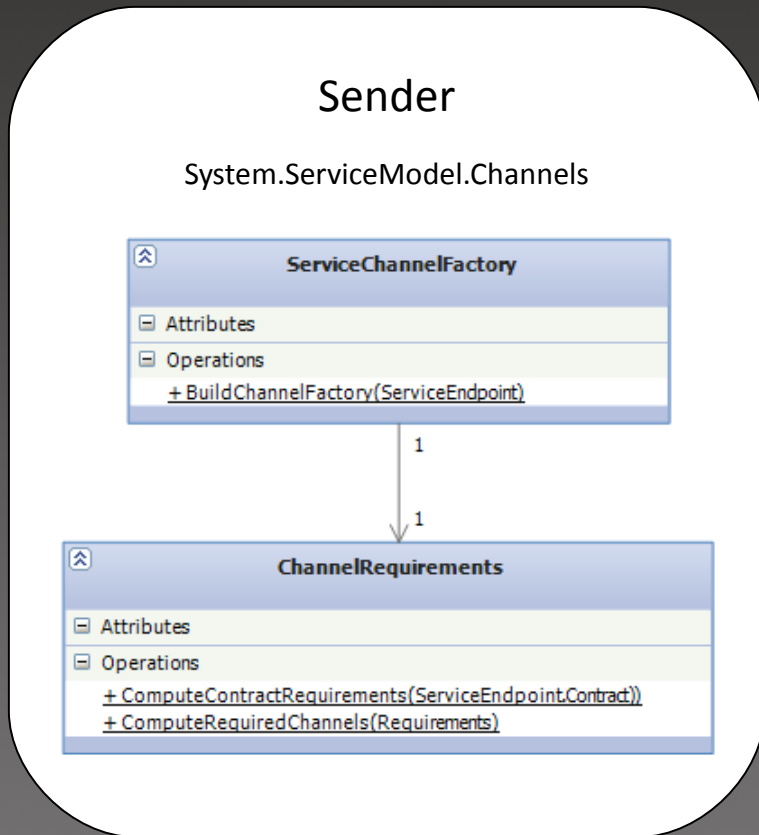 Sender
System.ServiceModel.Channels
ServiceChannelFactory
Attributes
Operations
+ BuildChannelFactory(ServiceEndpoint)
1
1
ChannelRequirements
Attributes
Operations
+ ComputeContractRequirements(ServiceEndpoint.Contract))
+ ComputeRequiredChannels(Requirements)